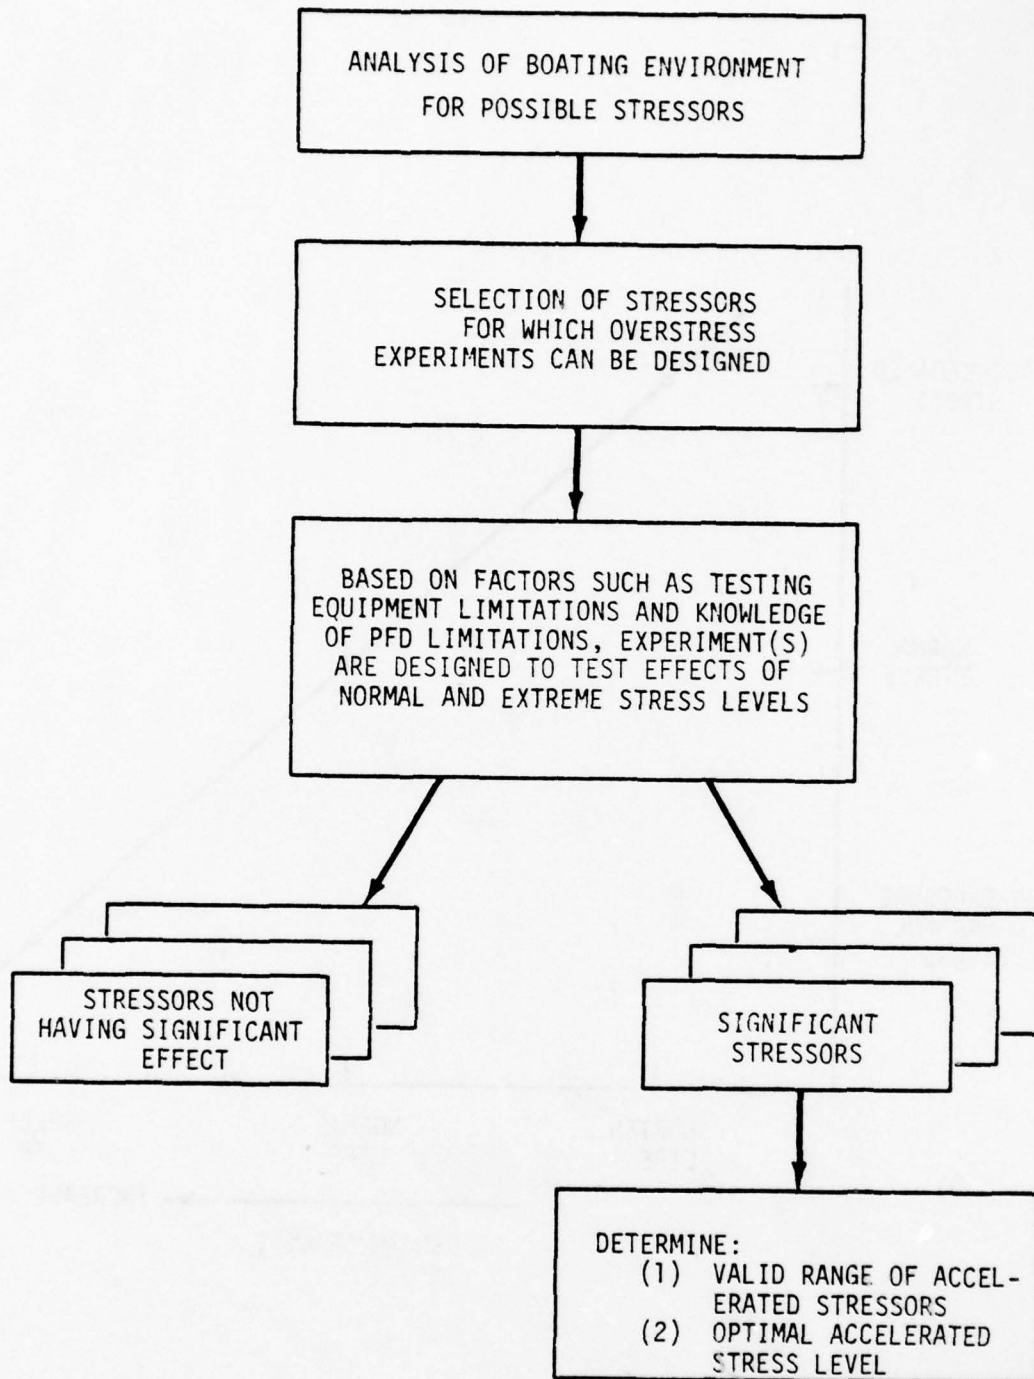 ANALYSIS OF BOATING ENVIRONMENT
FOR POSSIBLE STRESSORS
SELECTION OF STRESSORS
FOR WHICH OVERSTRESS
EXPERIMENTS CAN BE DESIGNED
BASED ON FACTORS SUCH AS TESTING
EQUIPMENT LIMITATIONS AND KNOWLEDGE
OF PFD LIMITATIONS, EXPERIMENT(S)
ARE DESIGNED TO TEST EFFECTS OF
NORMAL AND EXTREME STRESS LEVELS
STRESSORS NOT
HAVING SIGNIFICANT
EFFECT
SIGNIFICANT
STRESSORS
DETERMINE:
(1) VALID RANGE OF ACCEL-
ERATED STRESSORS
(2) OPTIMAL ACCELERATED
STRESS LEVEL